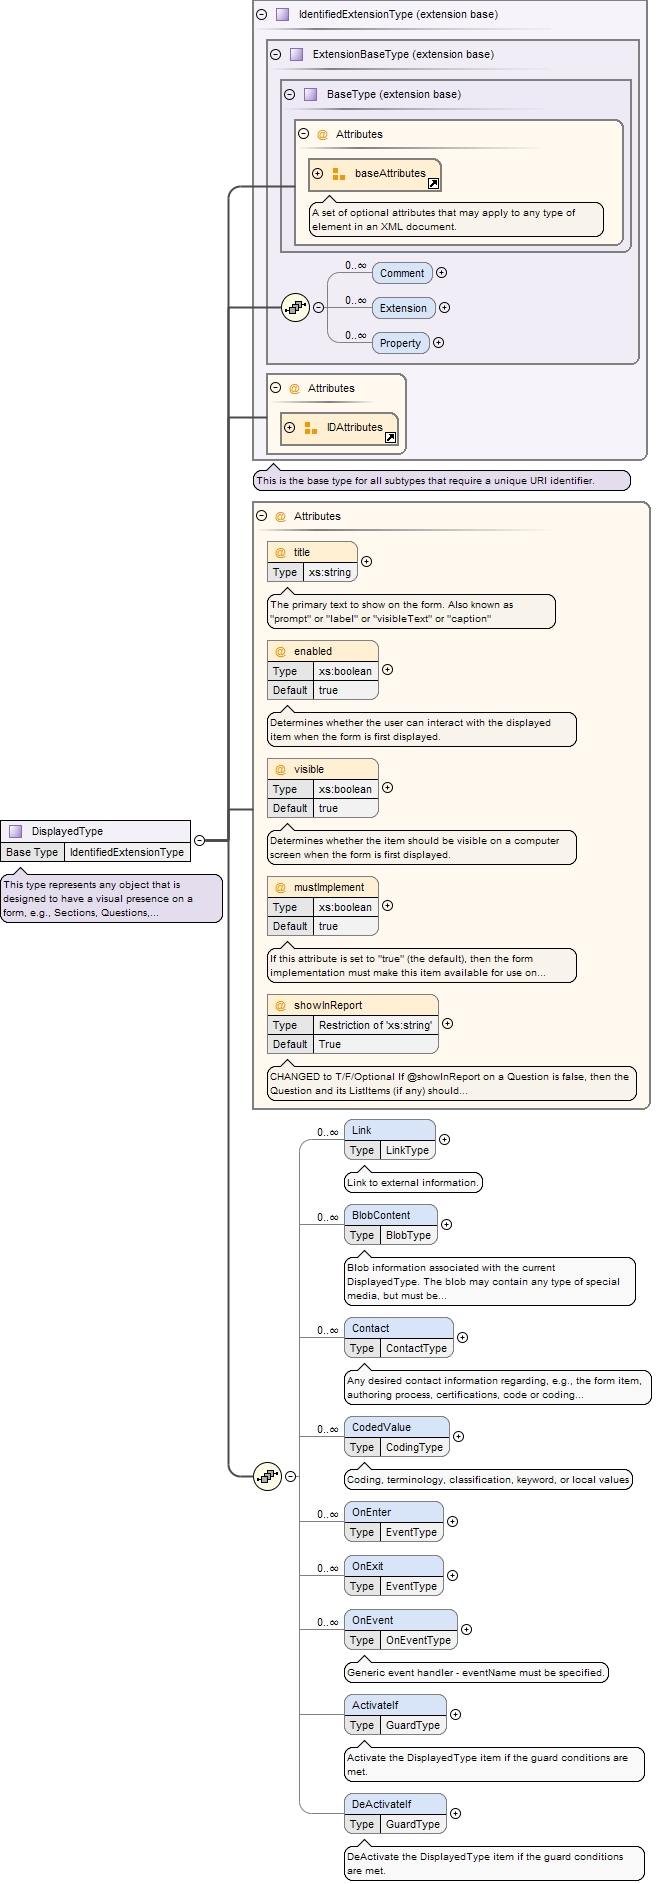 IdentifiedExtensionType (extension base)
ExtensionBaseType (extension base)
BaseType (extension base)
@ Attributes
baseAttributes
A set of optional attributes that may apply to any type of
element in an XML document.
0..∞
Comment
0..∞
Extension
0..∞
Property
@ Attributes
IDAttributes
This is the base type for all subtypes that require a unique URI identifier.
@ Attributes
@ title
Type xs:string
The primary text to show on the form. Also known as
"prompt" or "label" or "visibleText" or "caption"
@ enabled
Type xs:boolean
Default true
Determines whether the user can interact with the displayed
item when the form is first displayed.
@ visible
Type xs:boolean
Default true
Determines whether the item should be visible on a computer
screen when the form is first displayed.
DisplayedType
Base Type IdentifiedExtensionType
This type represents any object that is
designed to have a visual presence on a
form, e.g., Sections, Questions,...
@ mustImplement
Type xs:boolean
Default true
If this attribute is set to "true" (the default), then the form
implementation must make this item available for use on...
@ showInReport
Type Restriction of 'xs:string'
Default True
CHANGED to T/F/Optional If @showInReport on a Question is false, then the
Question and its ListItems (if any) should...
0..∞
Link
Type LinkType
Link to external information.
0..∞
BlobContent
Type BlobType
Blob information associated with the current
DisplayedType. The blob may contain any type of special
media, but must be...
0..∞
Contact
Type ContactType
Any desired contact information regarding, e.g., the form item,
authoring process, certifications, code or coding...
0..∞
CodedValue
Type CodingType
Coding, terminology, classification, keyword, or local values
0..∞
OnEnter
Type EventType
0..∞
OnExit
Type EventType
0..∞
OnEvent
Type OnEventType
Generic event handler - eventName must be specified.
ActivateIf
Type GuardType
Activate the DisplayedType item if the guard conditions are
met.
DeActivateIf
Type GuardType
DeActivate the DisplayedType item if the guard conditions
are met.